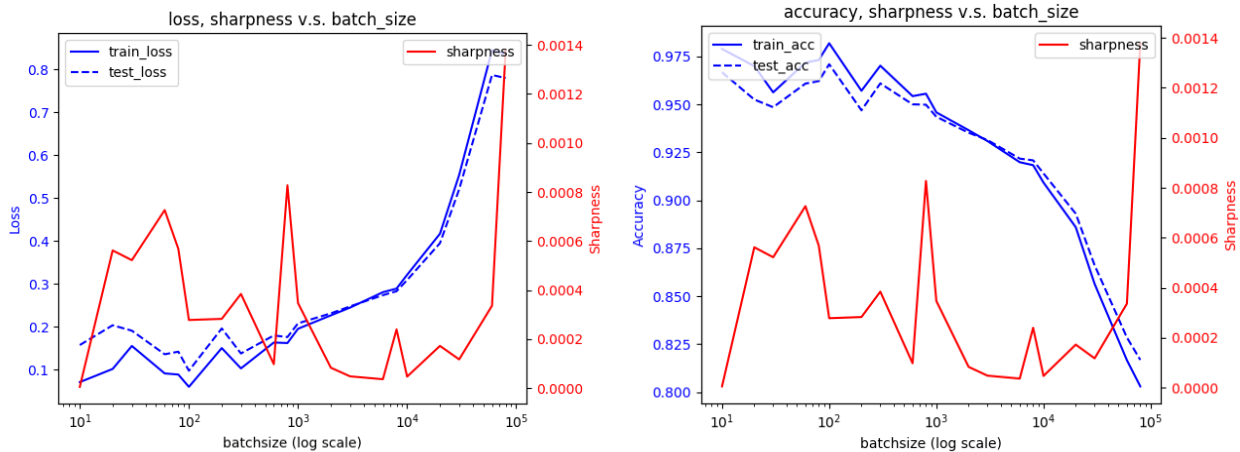 loss, sharpness v.s. batch_size
train_loss
test_loss
sharpness
0.8
0.7
0.6
0.5
0.4
0.3
0.2
0.1
Loss
0.0014
0.0012
0.0010
0.0008
0.0006
0.0004
0.0002
0.0000
Sharpness
10¹ 10² 10³ 10⁴ 10⁵
batchsize (log scale)
accuracy, sharpness v.s. batch_size
train_acc
test_acc
sharpness
0.975
0.950
0.925
0.900
0.875
0.850
0.825
0.800
Accuracy
0.0014
0.0012
0.0010
0.0008
0.0006
0.0004
0.0002
0.0000
Sharpness
10¹ 10² 10³ 10⁴ 10⁵
batchsize (log scale)